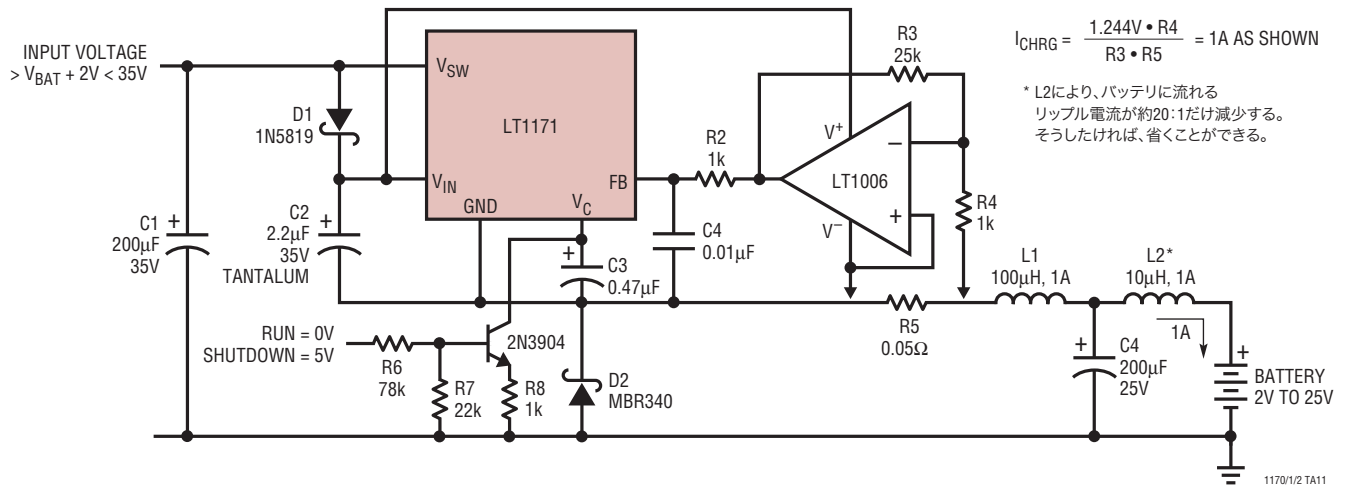 INPUT VOLTAGE
> VBAT + 2V < 35V
D1
1N5819
C1
200µF
35V
+
C2
2.2µF
35V
TANTALUM
+
VSW
LT1171
VIN
GND
VC
FB
R2
1k
R3
25k
V+
−
LT1006
+
V−
R4
1k
C4
0.01µF
C3
0.47µF
+
ICHRG = 1.244V • R4
R3 • R5
= 1A AS SHOWN
* L2により、バッテリに流れる
リップル電流が約20:1だけ減少する。
そうしたければ、省くことができる。
L1
100µH, 1A
L2*
10µH, 1A
R5
0.05Ω
1A
RUN = 0V
SHUTDOWN = 5V
R6
78k
R7
22k
2N3904
R8
1k
D2
MBR340
+
C4
200µF
25V
+
BATTERY
2V TO 25V
1170/1/2 TA11